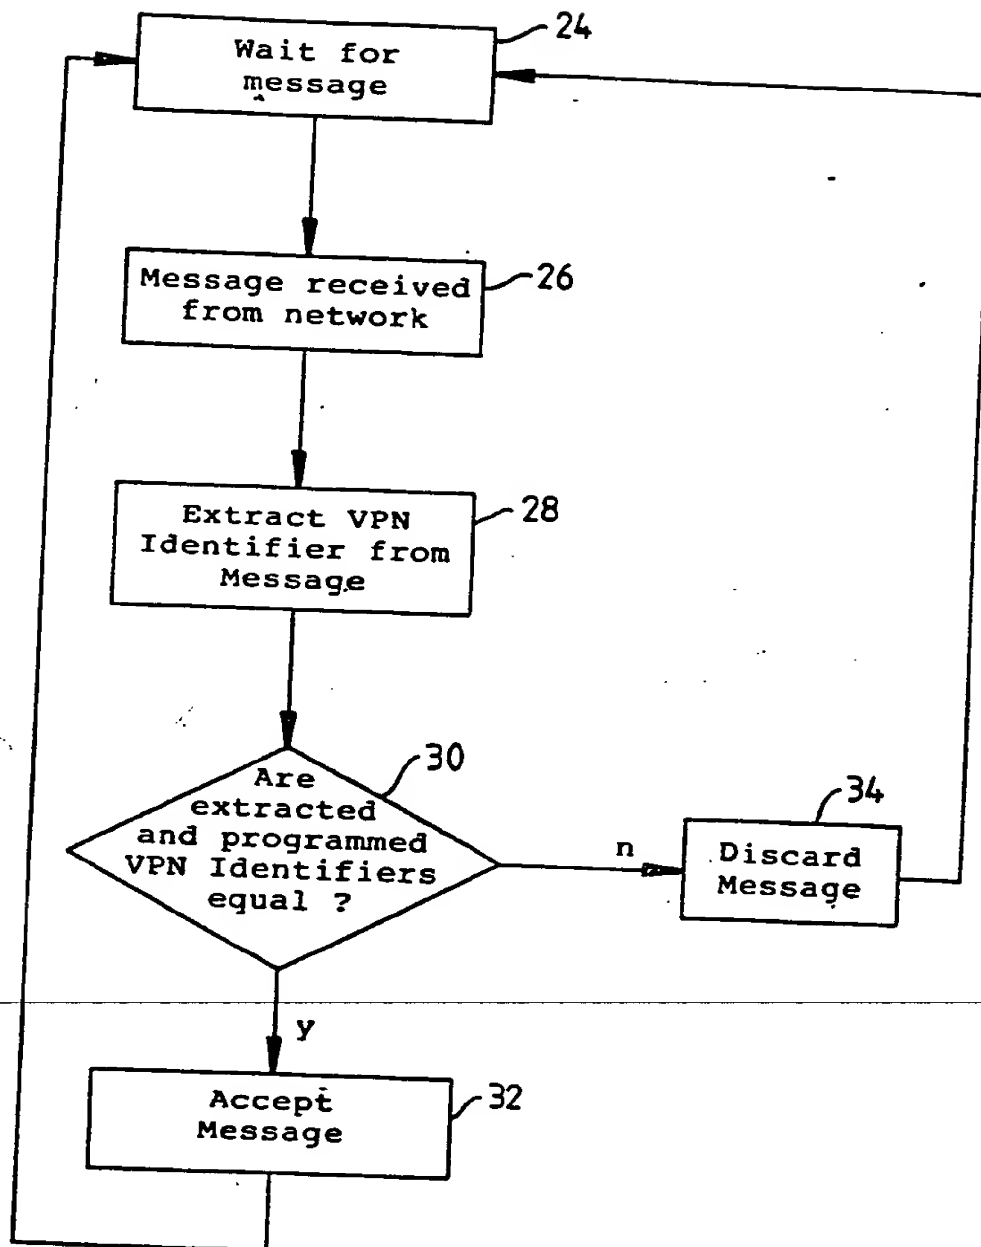 Wait for
message
24
Message received
from network
26
Extract VPN
Identifier from
Message
28
Are
extracted
and programmed
VPN Identifiers
equal ?
30
n
Discard
Message
34
y
Accept
Message
32